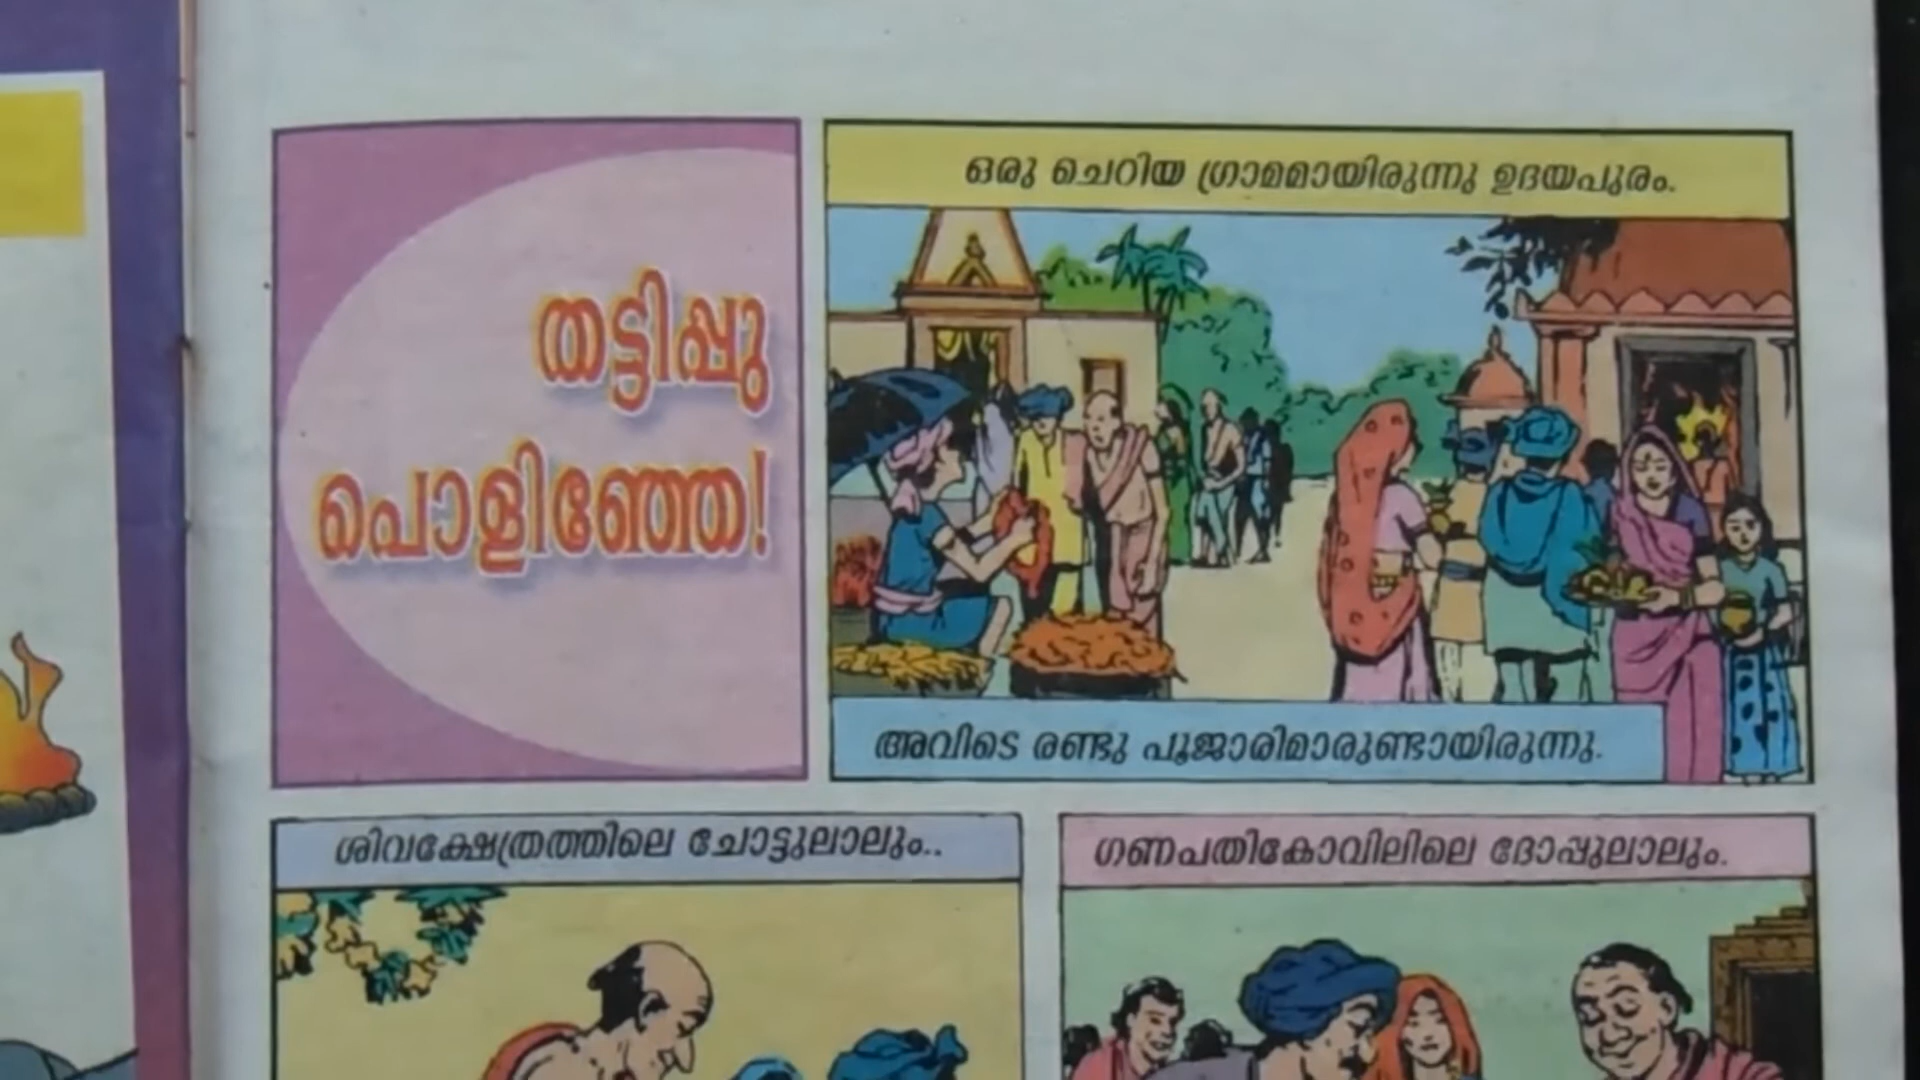 തട്ടിപ്പു
പൊളിഞ്ഞേ!
ഒരു ചെറിയ ഗ്രാമമായിരുന്നു ഉദയപുരം.
അവിടെ രണ്ടു പൂജാരിമാരുണ്ടായിരുന്നു.
ശിവക്ഷേത്രത്തിലെ ചോട്ടുലാലും..
ഗണപതികോവിലിലെ ദോപ്പുലാലും.